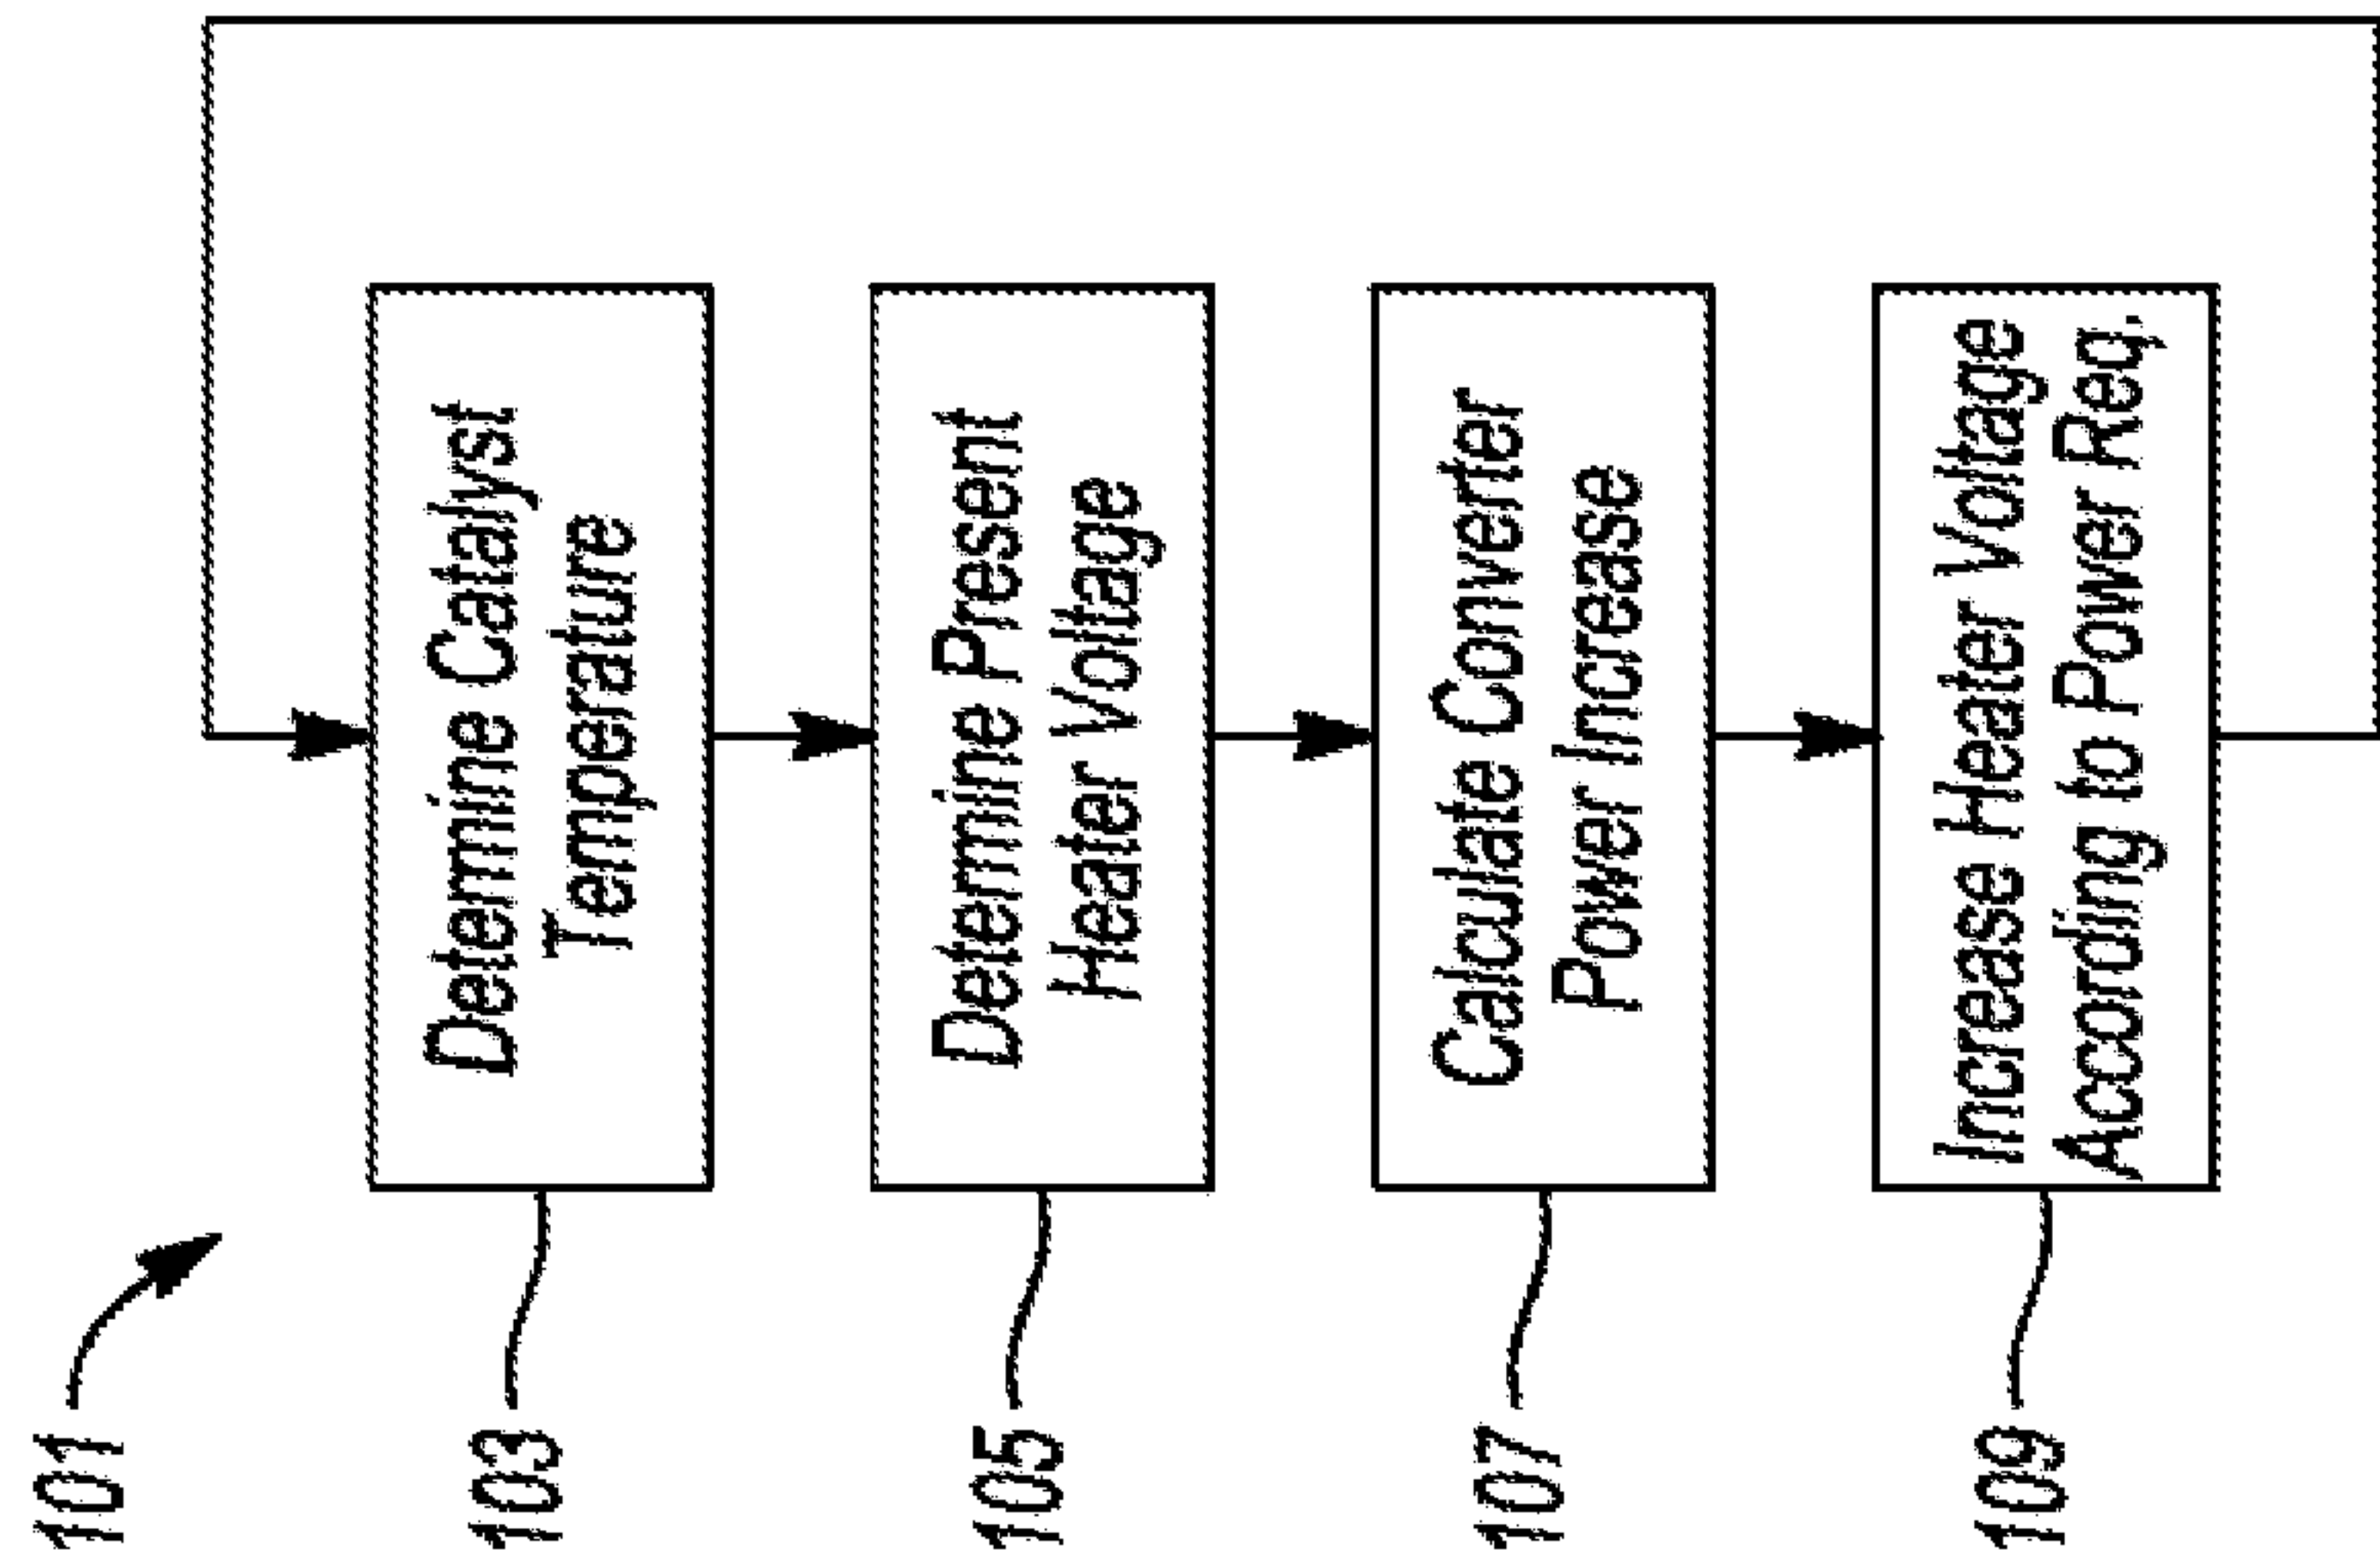 101
103
Determine Catalyst
Temperature
105
Determine Present
Heater Voltage
107
Calculate Converter
Power Increase
109
Increase Heater Voltage
According to Power Req.